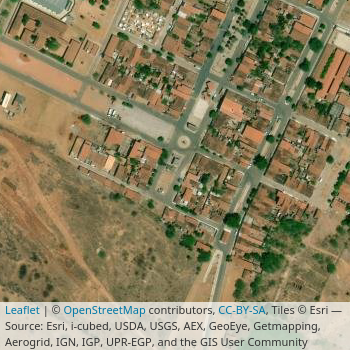 Leaflet | © OpenStreetMap contributors, CC-BY-SA, Tiles © Esri —
Source: Esri, i-cubed, USDA, USGS, AEX, GeoEye, Getmapping,
Aerogrid, IGN, IGP, UPR-EGP, and the GIS User Community